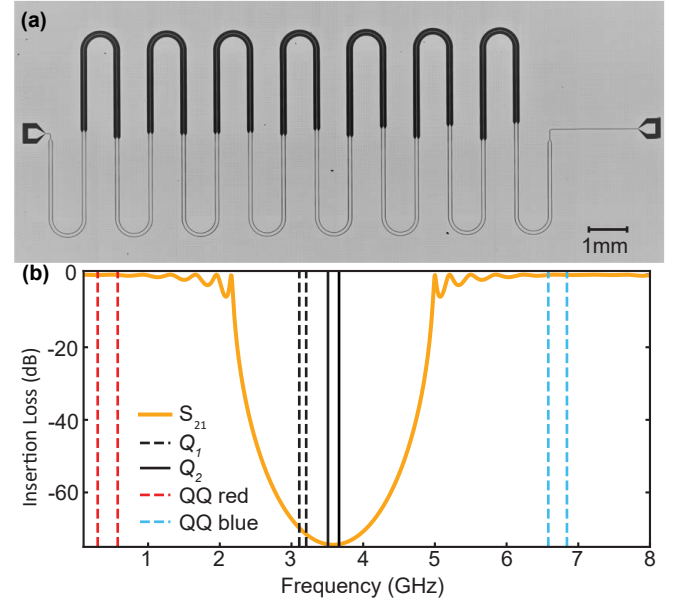 (a)
1mm
(b)
0
-20
-40
-60
Insertion Loss (dB)
S21
Q1
Q2
QQ red
QQ blue
1 2 3 4 5 6 7 8
Frequency (GHz)